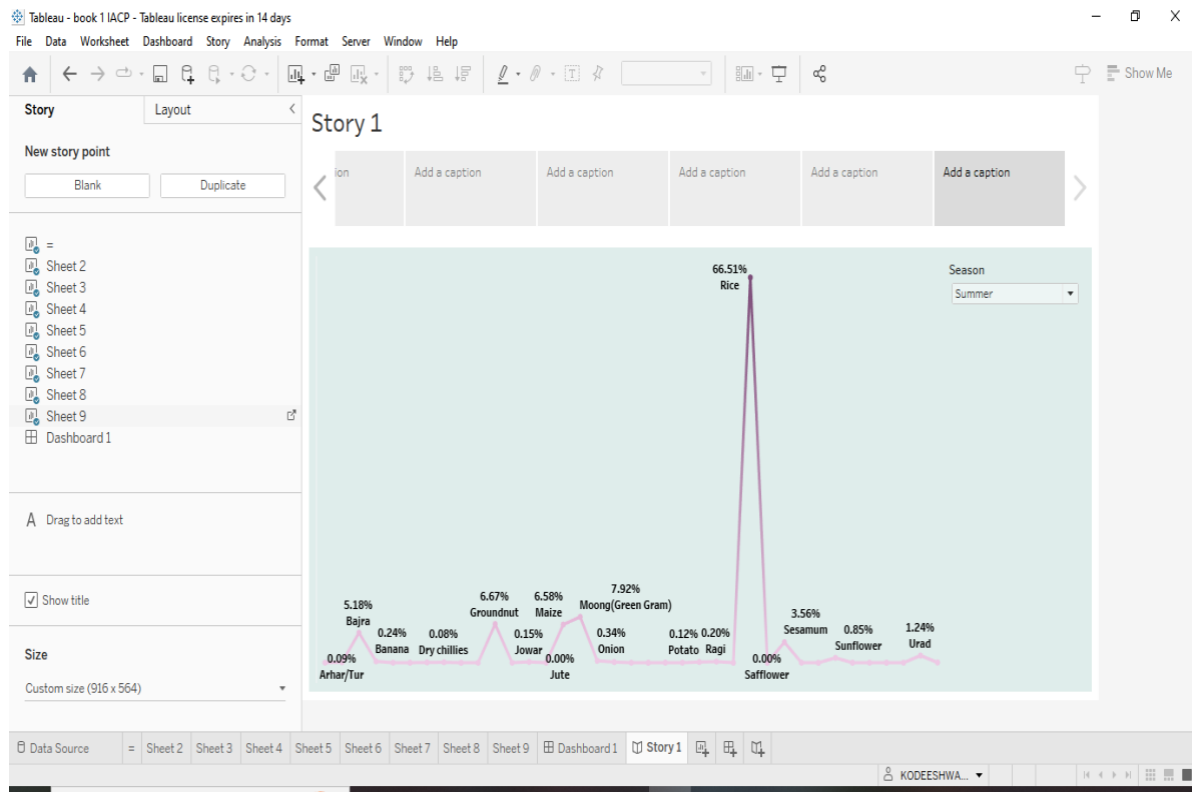 Tableau - book 1 IACP - Tableau license expires in 14 days
File Data Worksheet Dashboard Story Analysis Format Server Window Help
Show Me
Story Layout
New story point
Blank Duplicate
=
Sheet 2
Sheet 3
Sheet 4
Sheet 5
Sheet 6
Sheet 7
Sheet 8
Sheet 9
Dashboard 1
A Drag to add text
Show title
Size
Custom size (916 x 564)
Story 1
ion Add a caption Add a caption Add a caption Add a caption Add a caption
Season
Summer
66.51%
Rice
5.18%
Bajra
0.09%
Arhar/Tur
0.24%
Banana
0.08%
Dry chillies
6.67%
Groundnut
0.15%
Jowar
6.58%
Maize
0.00%
Jute
7.92%
Moong(Green Gram)
0.34%
Onion
0.12% 0.20%
Potato Ragi
0.00%
Safflower
3.56%
Sesamum
0.85%
Sunflower
1.24%
Urad
Data Source = Sheet 2 Sheet 3 Sheet 4 Sheet 5 Sheet 6 Sheet 7 Sheet 8 Sheet 9 Dashboard 1 Story 1
KODEESHWA...